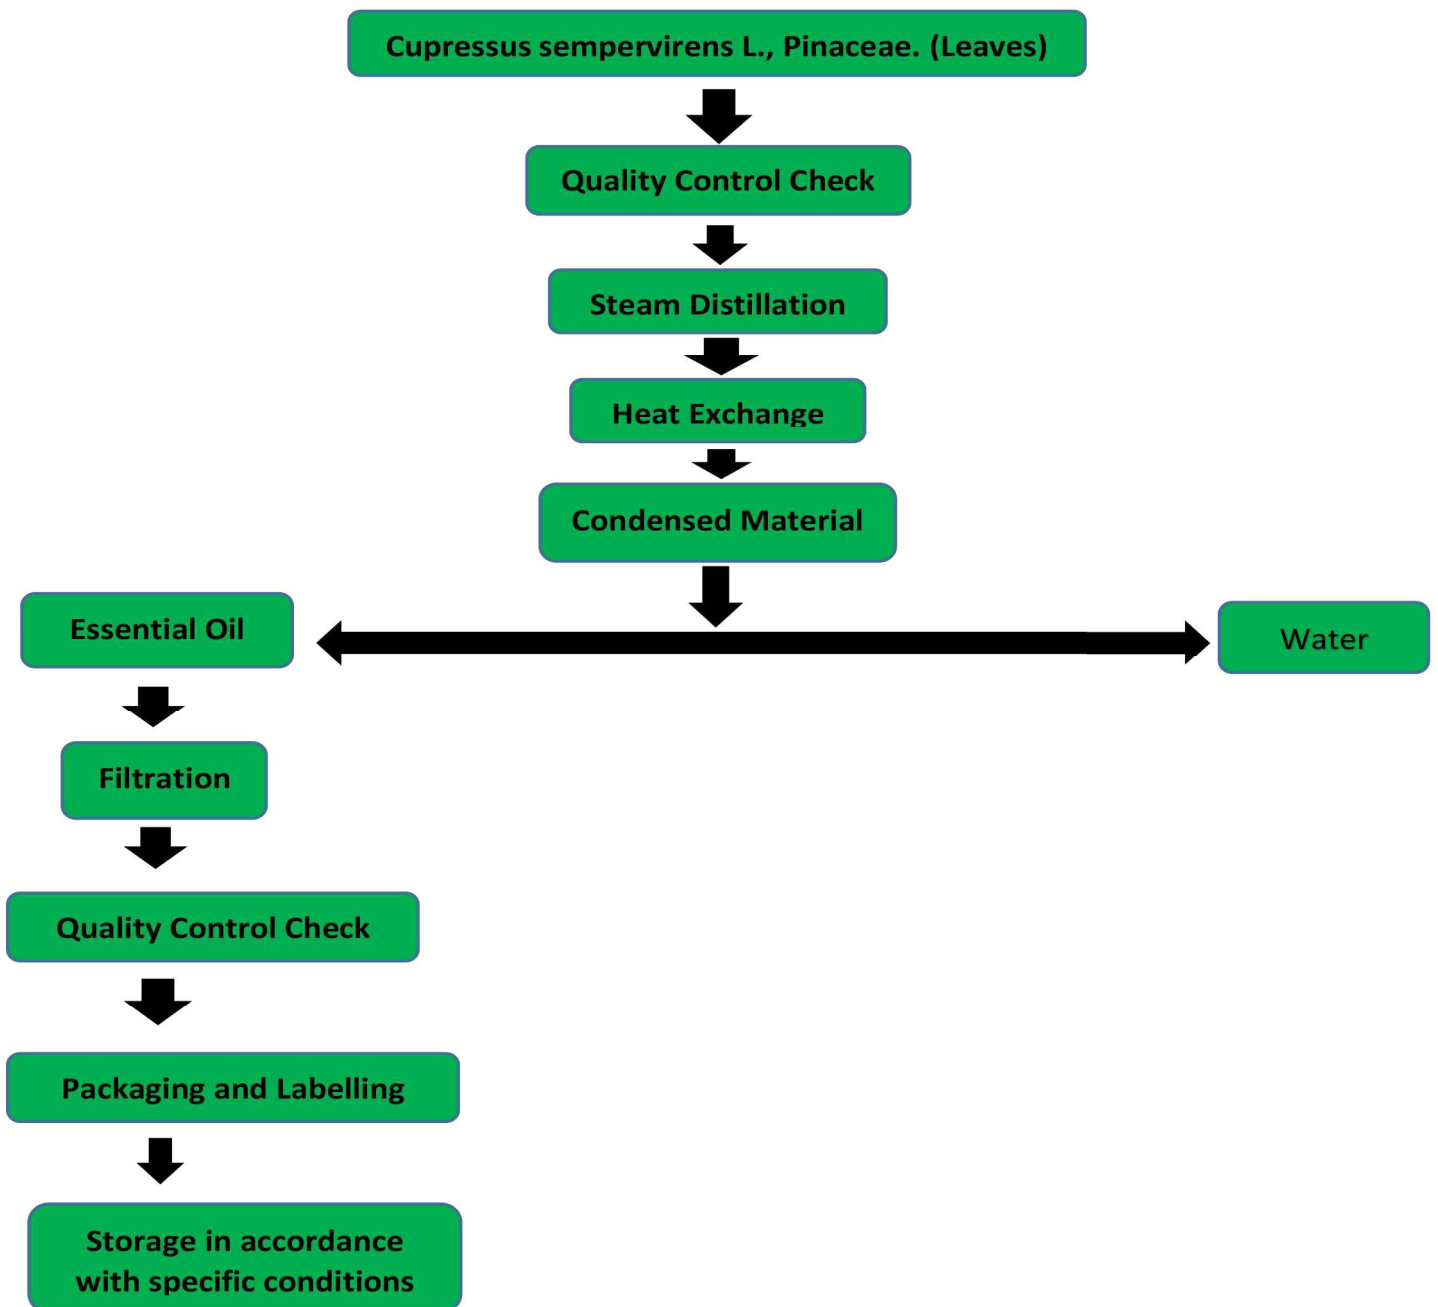 Cupressus sempervirens L., Pinaceae. (Leaves)
Quality Control Check
Steam Distillation
Heat Exchange
Condensed Material
Essential Oil
Water
Filtration
Quality Control Check
Packaging and Labelling
Storage in accordance
with specific conditions